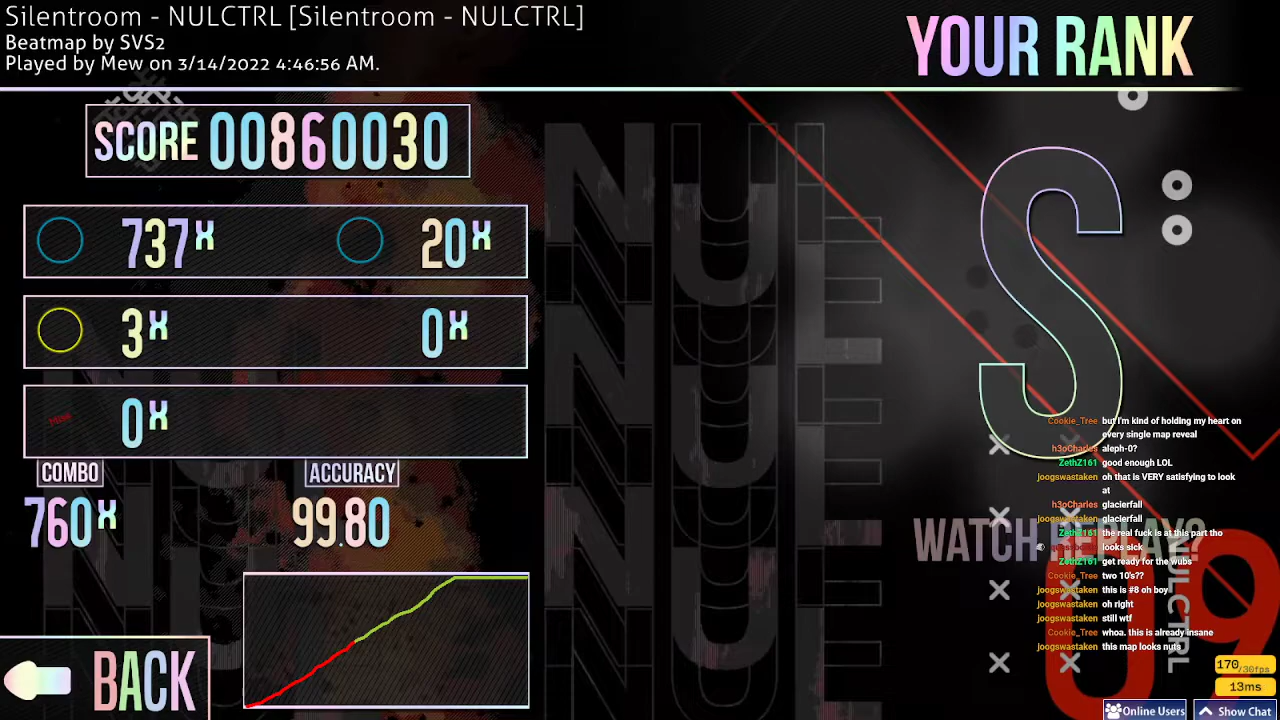 Silentroom - NULCTRL [Silentroom - NULCTRL]
Beatmap by SVS2
Played by Mew on 3/14/2022 4:46:56 AM.
YOUR RANK
SCORE 00860030
737x 20x
3x 0x
Miss 0x
COMBO ACCURACY
760x 99.80
S
Cookie_Tree but I'm kind of holding my heart on
every single map reveal
h3oCharles aleph-0?
ZethZ161 good enough LOL
joogswastaken oh that is VERY satisfying to look
at
h3oCharles glacierfall
joogswastaken glacierfall
ZethZ161 the real fuck is at this part tho
looks sick
ZethZ161 get ready for the wubs
Cookie_Tree two 10's??
joogswastaken this is #8 oh boy
joogswastaken oh right
joogswastaken still wtf
Cookie_Tree whoa. this is already insane
joogswastaken this map looks nuts
WATCH REPLAY?
NULCTRL
09
BACK
170/30fps
13ms
Online Users
Show Chat